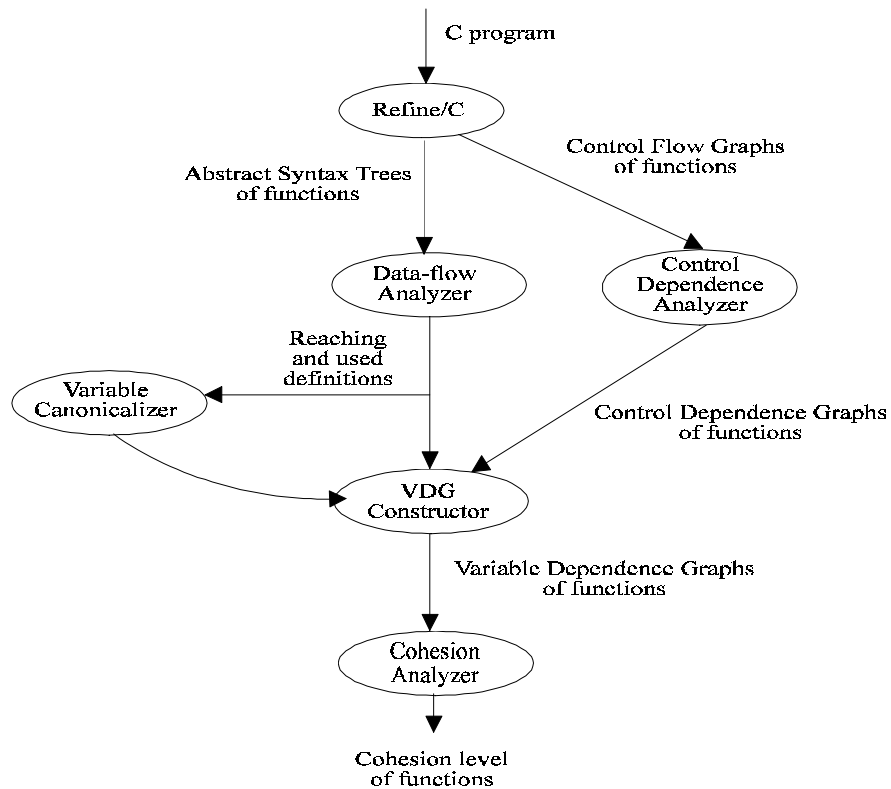 C program
Refine/C
Control Flow Graphs
of functions
Abstract Syntax Trees
of functions
Data-flow
Analyzer
Control
Dependence
Analyzer
Reaching
and used
definitions
Variable
Canonicalizer
Control Dependence Graphs
of functions
VDG
Constructor
Variable Dependence Graphs
of functions
Cohesion
Analyzer
Cohesion level
of functions